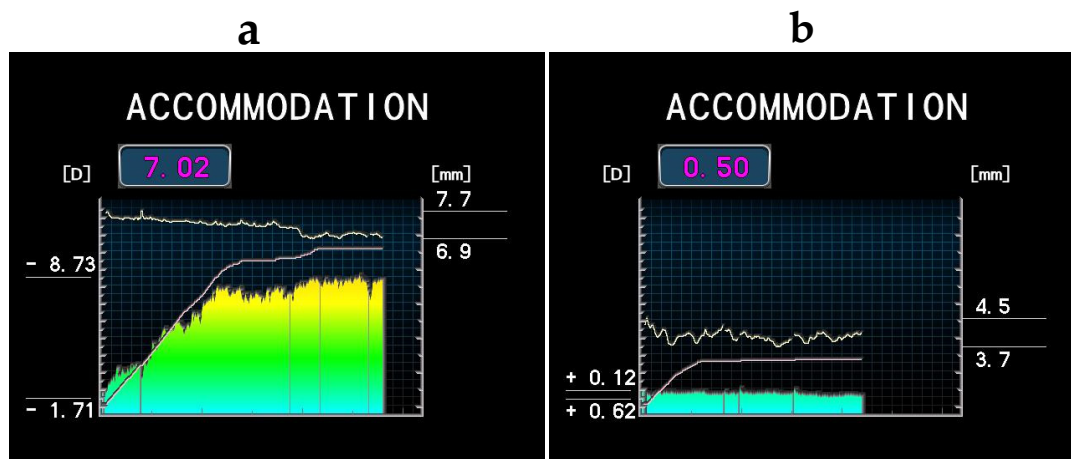 a
ACCOMMODATION
7.02
[D]
[mm]
7.7
6.9
- 8.73
- 1.71
b
ACCOMMODATION
0.50
[D]
[mm]
4.5
3.7
+ 0.12
+ 0.62